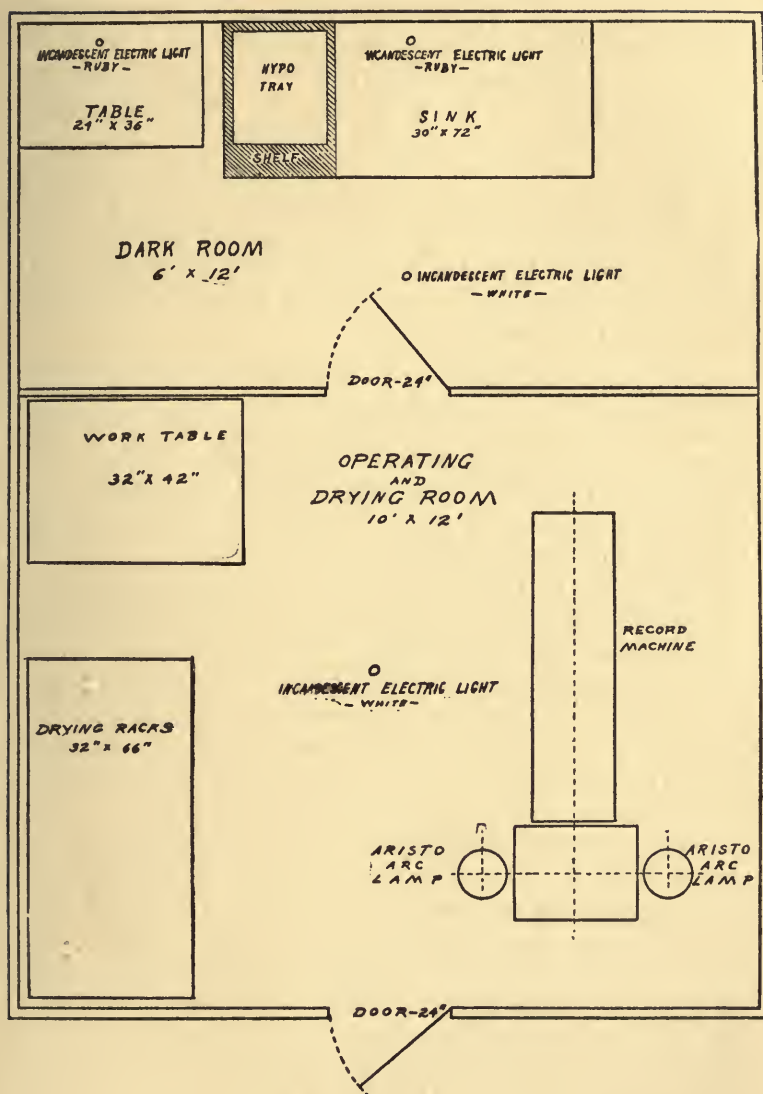 INCANDESCENT ELECTRIC LIGHT
-RUBY-
TABLE
24" X 36"
HYPO
TRAY
SHELF
INCANDESCENT ELECTRIC LIGHT
-RUBY-
SINK
30" X 72"
DARK ROOM
6' X 12'
INCANDESCENT ELECTRIC LIGHT
-WHITE-
DOOR-24"
WORK TABLE
32" X 42"
OPERATING
AND
DRYING ROOM
10' X 12'
RECORD
MACHINE
INCANDESCENT ELECTRIC LIGHT
-WHITE-
DRYING RACKS
32" X 66"
ARISTO
ARC
LAMP
ARISTO
ARC
LAMP
DOOR-24"